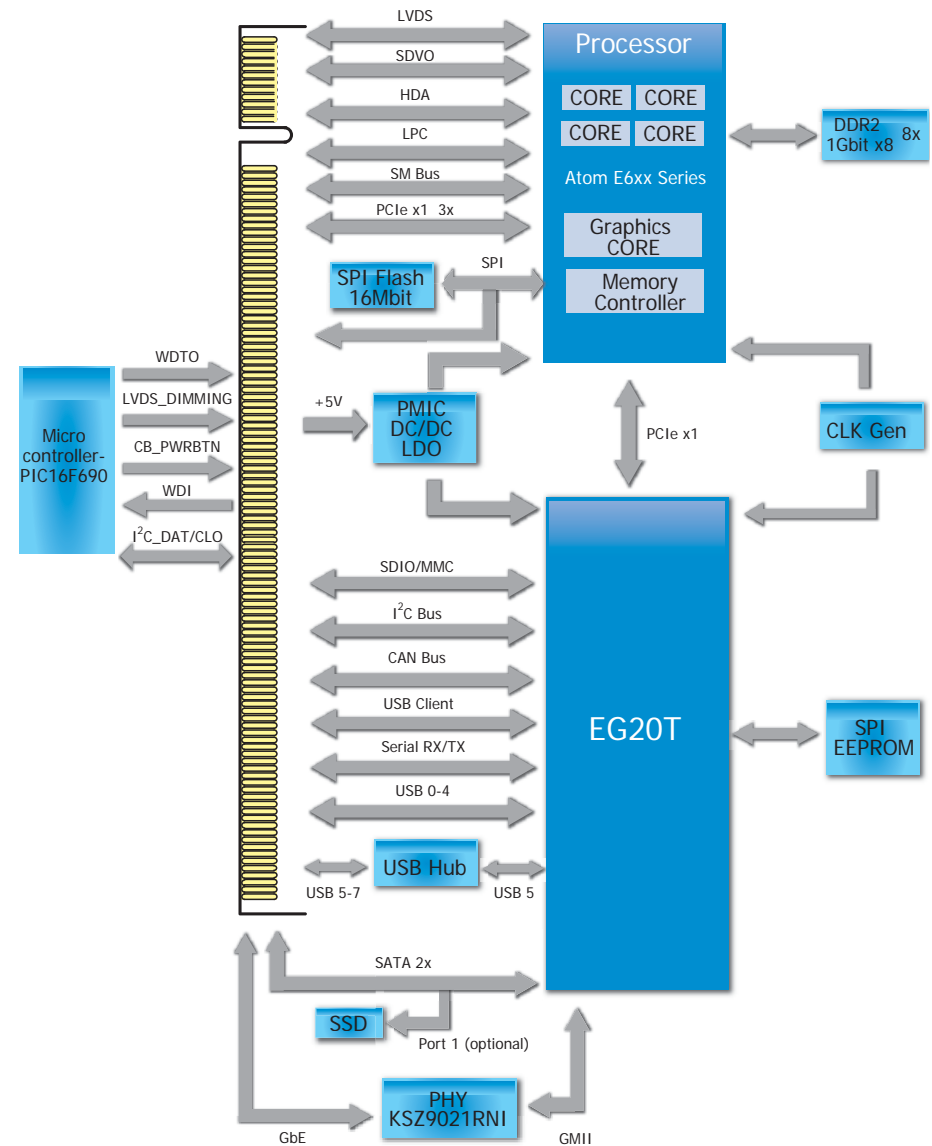 LVDS
SDVO
HDA
LPC
SM Bus
PCIe x1 3x
Processor
CORE CORE
CORE CORE
Atom E6xx Series
Graphics
CORE
Memory
Controller
DDR2
1Gbit x8 8x
SPI
SPI Flash
16Mbit
WDTO
LVDS_DIMMING
CB_PWRBTN
WDI
I²C_DAT/CLO
Micro
controller-
PIC16F690
+5V
PMIC
DC/DC
LDO
PCIe x1
CLK Gen
SDIO/MMC
I²C Bus
CAN Bus
USB Client
Serial RX/TX
USB 0-4
EG20T
SPI
EEPROM
USB Hub
USB 5-7
USB 5
SATA 2x
SSD
Port 1 (optional)
PHY
KSZ9021RNI
GbE
GMII